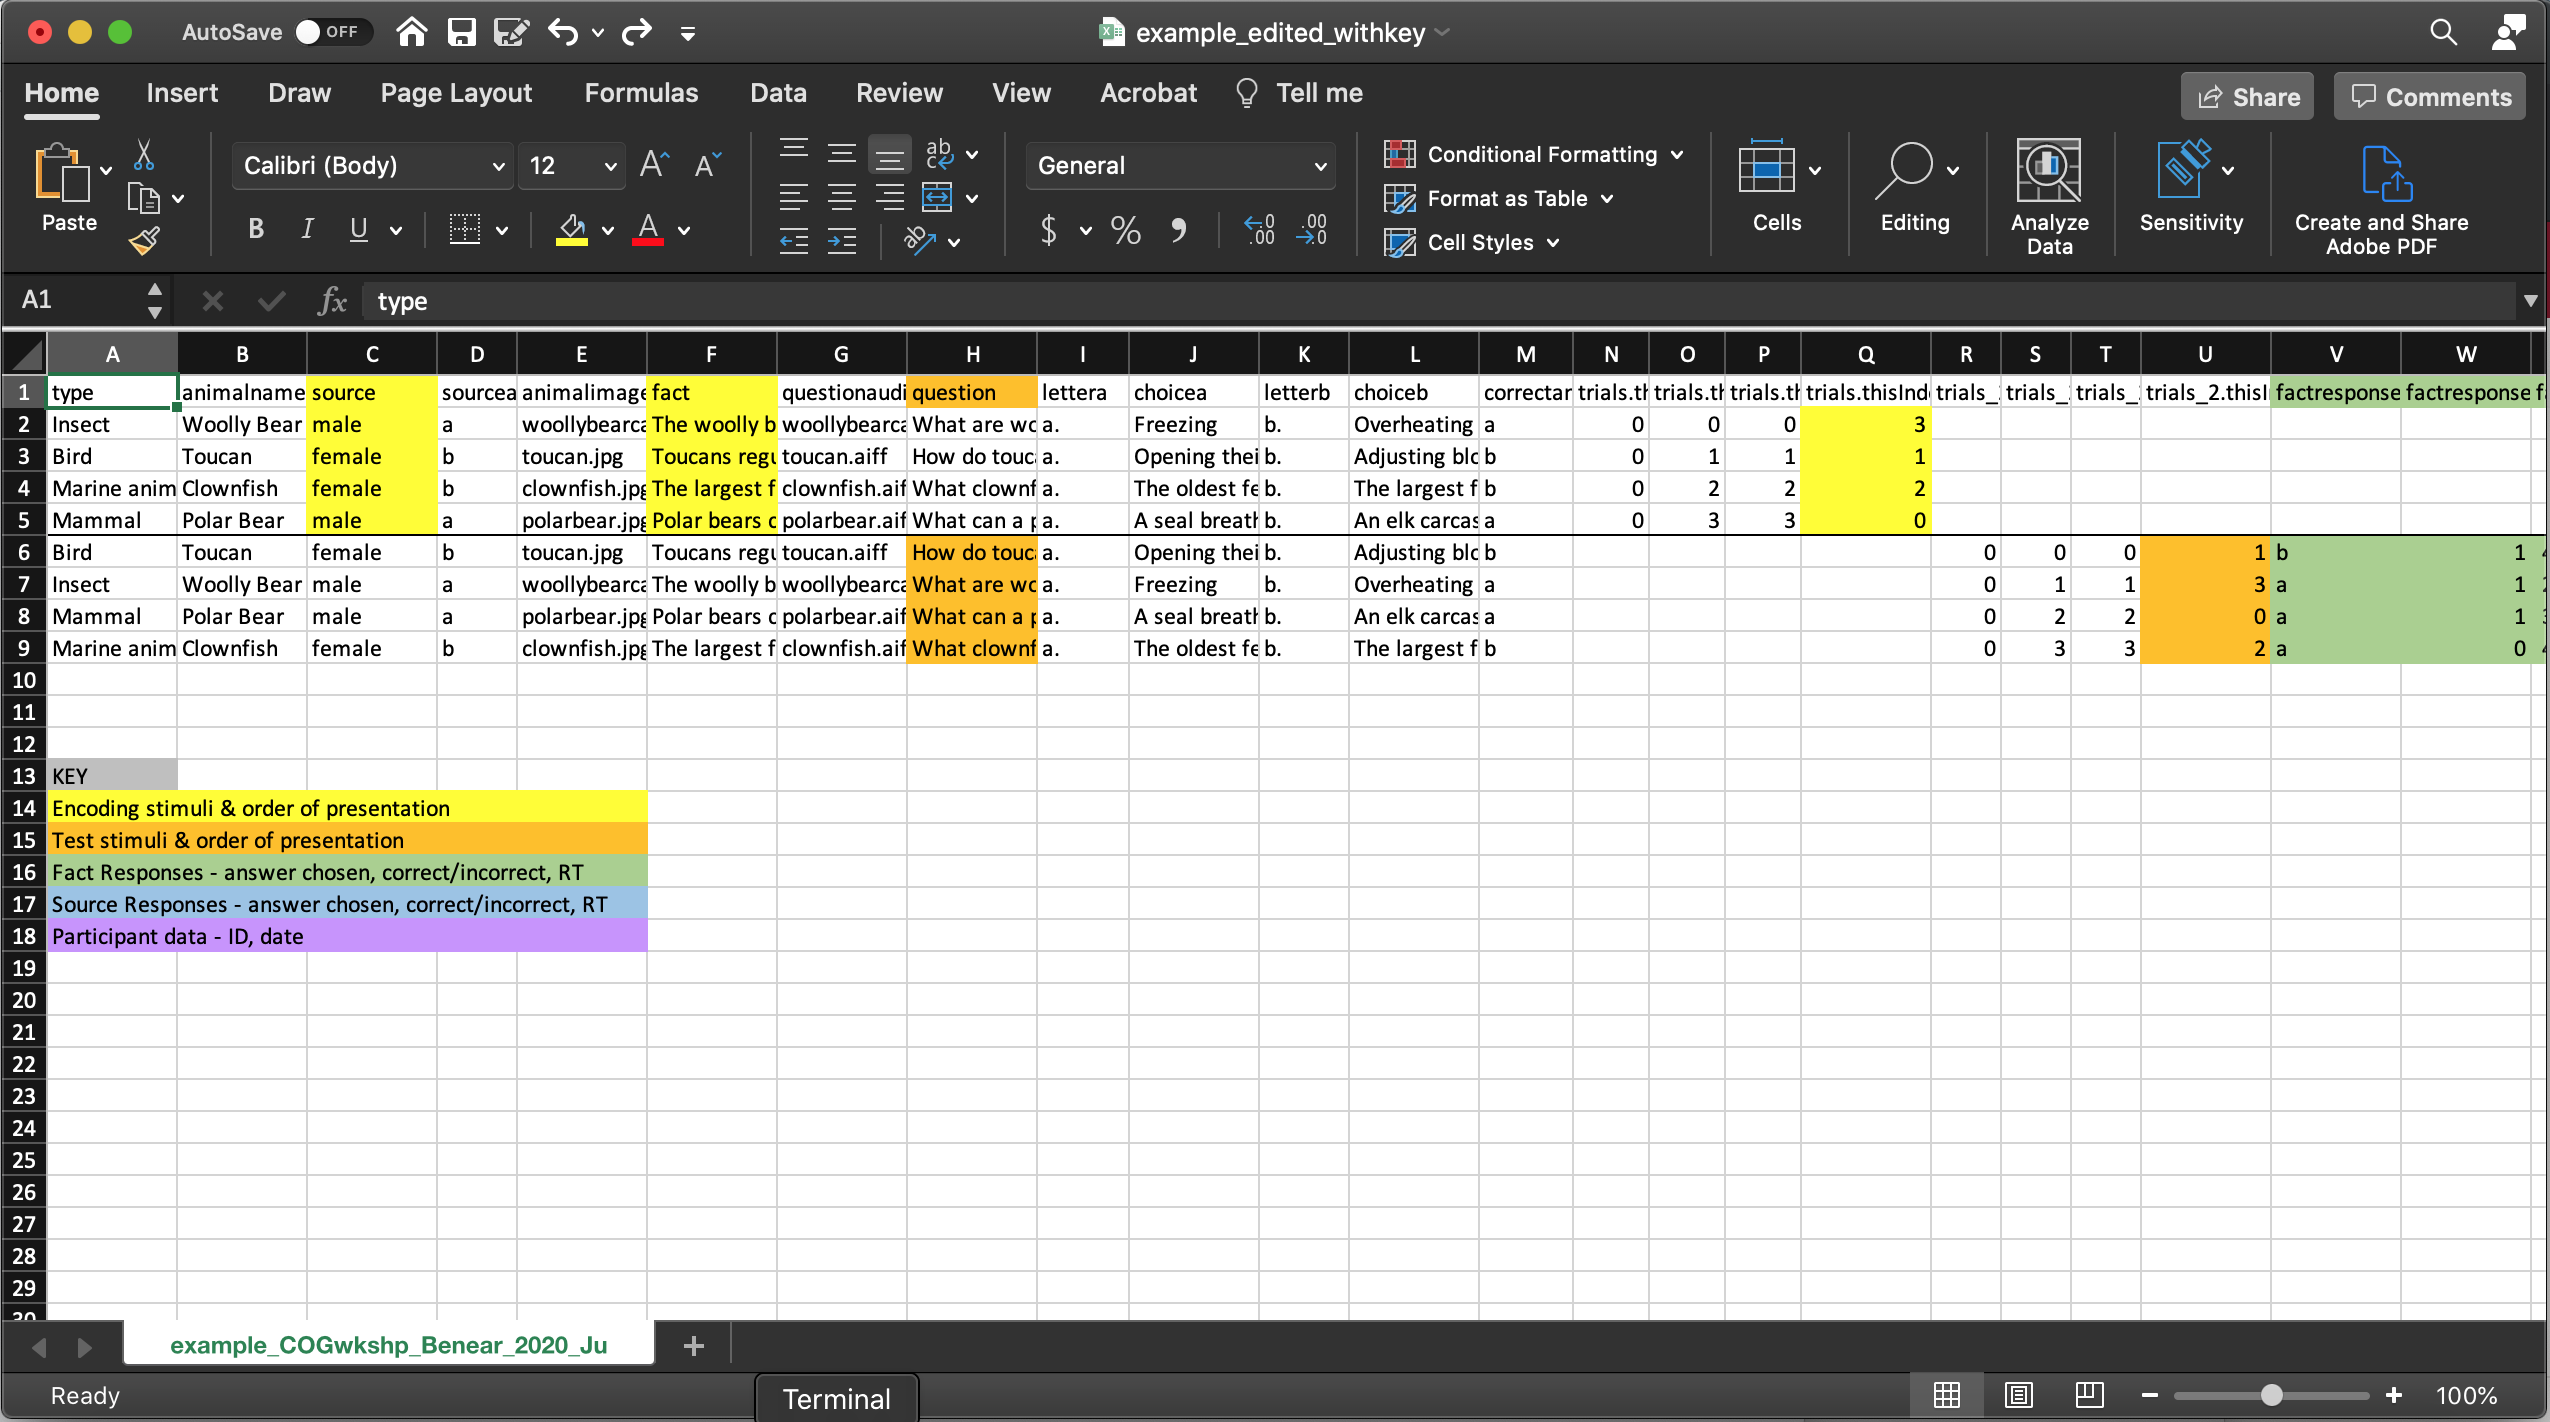 AutoSave OFF example_edited_withkey
Home Insert Draw Page Layout Formulas Data Review View Acrobat Tell me Share Comments
Paste Calibri (Body) 12 General Conditional Formatting Format as Table Cell Styles Cells Editing Analyze Data Sensitivity Create and Share Adobe PDF
A1 fx type
A B C D E F G H I J K L M N O P Q R S T U V W
1 type animalname source sourcea animalimage fact questionaudi question lettera choicea letterb choiceb correctan trials.th trials.th trials.th trials.thisInd trials_ trials_ trials_ trials_2.thisI factresponse factresponse f
2 Insect Woolly Bear male a woollybearca The woolly b woollybearca What are wo a. Freezing b. Overheating a 0 0 0 3
3 Bird Toucan female b toucan.jpg Toucans regu toucan.aiff How do touc a. Opening thei b. Adjusting blo b 0 1 1 1
4 Marine anim Clownfish female b clownfish.jpg The largest f clownfish.aif What clownf a. The oldest fe b. The largest f b 0 2 2 2
5 Mammal Polar Bear male a polarbear.jpg Polar bears c polarbear.aif What can a p a. A seal breath b. An elk carcas a 0 3 3 0
6 Bird Toucan female b toucan.jpg Toucans regu toucan.aiff How do touc a. Opening thei b. Adjusting blo b 0 0 0 1 b 1
7 Insect Woolly Bear male a woollybearca The woolly b woollybearca What are wo a. Freezing b. Overheating a 0 1 1 3 a 1
8 Mammal Polar Bear male a polarbear.jpg Polar bears c polarbear.aif What can a p a. A seal breath b. An elk carcas a 0 2 2 0 a 1
9 Marine anim Clownfish female b clownfish.jpg The largest f clownfish.aif What clownf a. The oldest fe b. The largest f b 0 3 3 2 a 0
10
11
12
13 KEY
14 Encoding stimuli & order of presentation
15 Test stimuli & order of presentation
16 Fact Responses - answer chosen, correct/incorrect, RT
17 Source Responses - answer chosen, correct/incorrect, RT
18 Participant data - ID, date
19
20
21
22
23
24
25
26
27
28
29
30
example_COGwkshp_Benear_2020_Ju +
Ready Terminal 100%